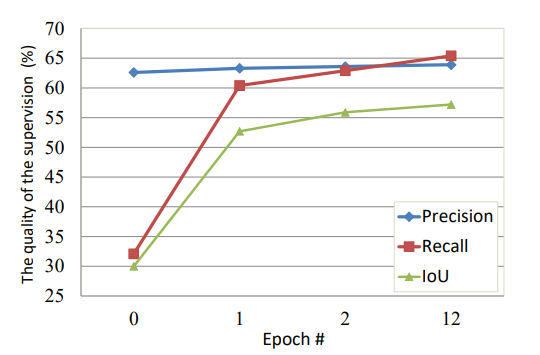 70
65
60
55
50
45
40
35
30
25
The quality of the supervision (%)
Precision
Recall
IoU
0 1 2 12
Epoch #